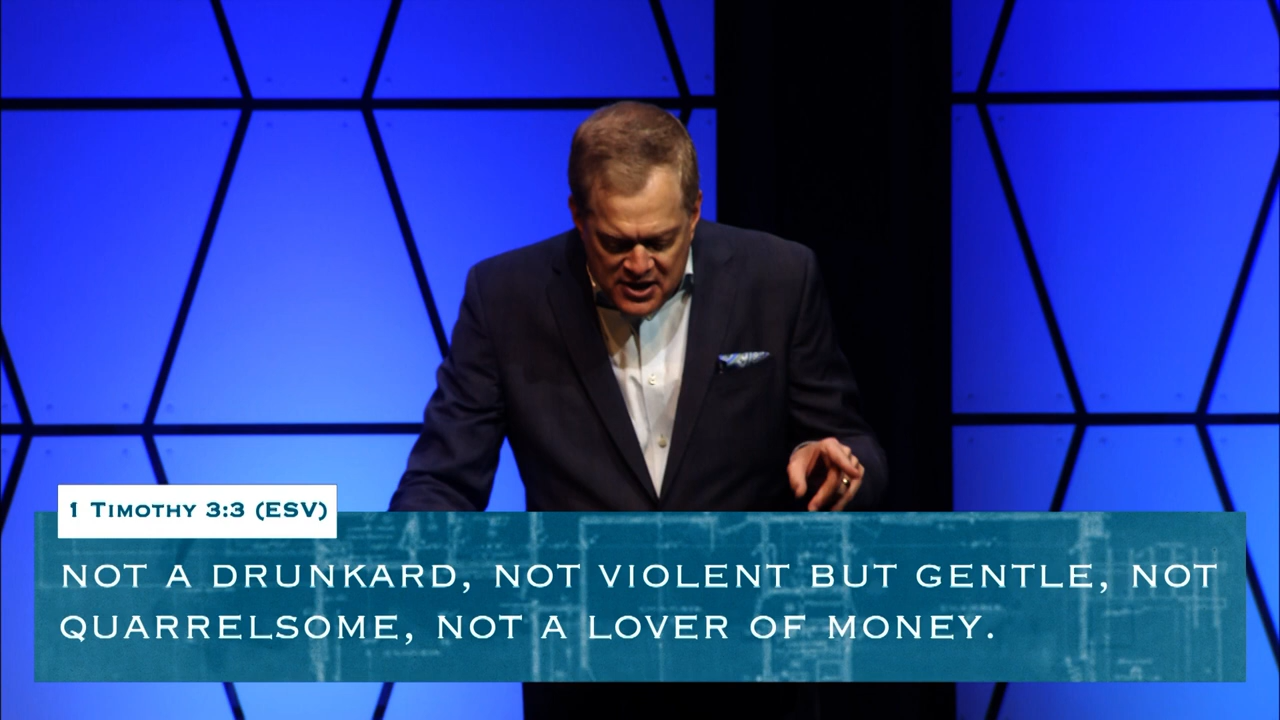 1 Timothy 3:3 (ESV)
NOT A DRUNKARD, NOT VIOLENT BUT GENTLE, NOT
QUARRELSOME, NOT A LOVER OF MONEY.